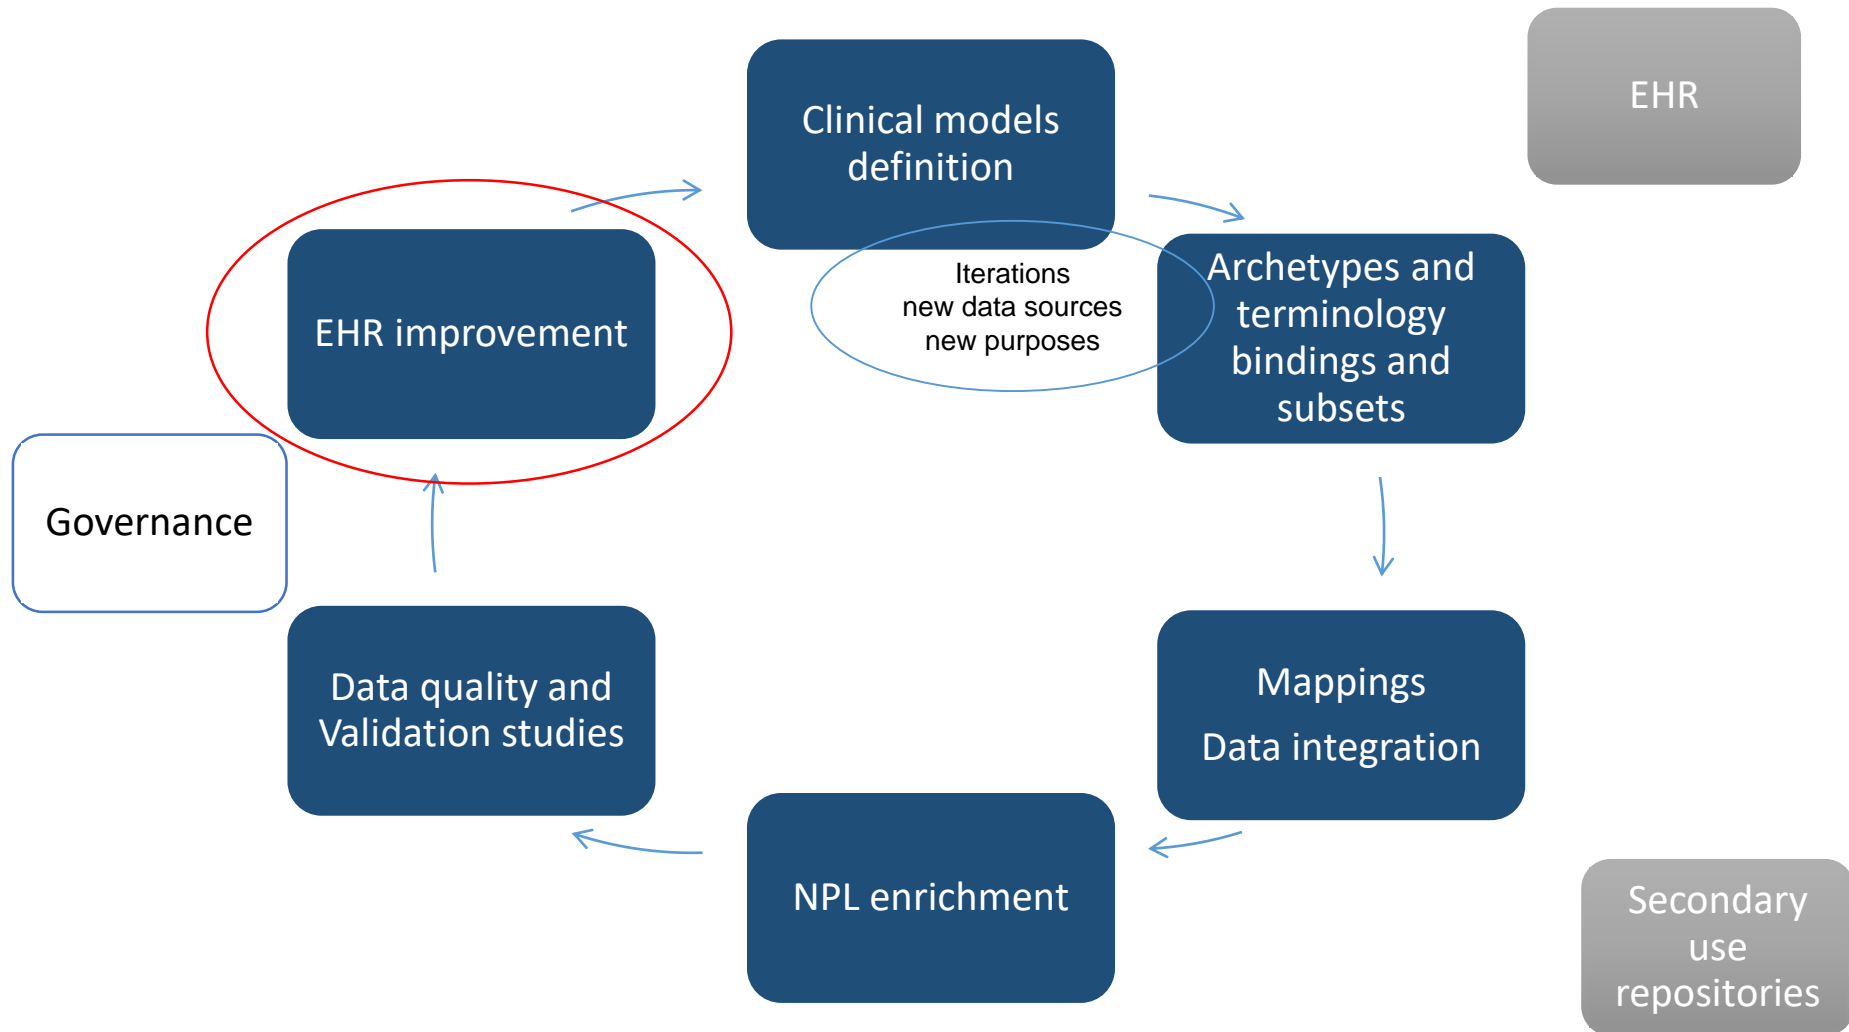 EHR
Clinical models
definition
Iterations
new data sources
new purposes
Archetypes and
terminology
bindings and
subsets
EHR improvement
Governance
Data quality and
Validation studies
Mappings
Data integration
NPL enrichment
Secondary
use
repositories